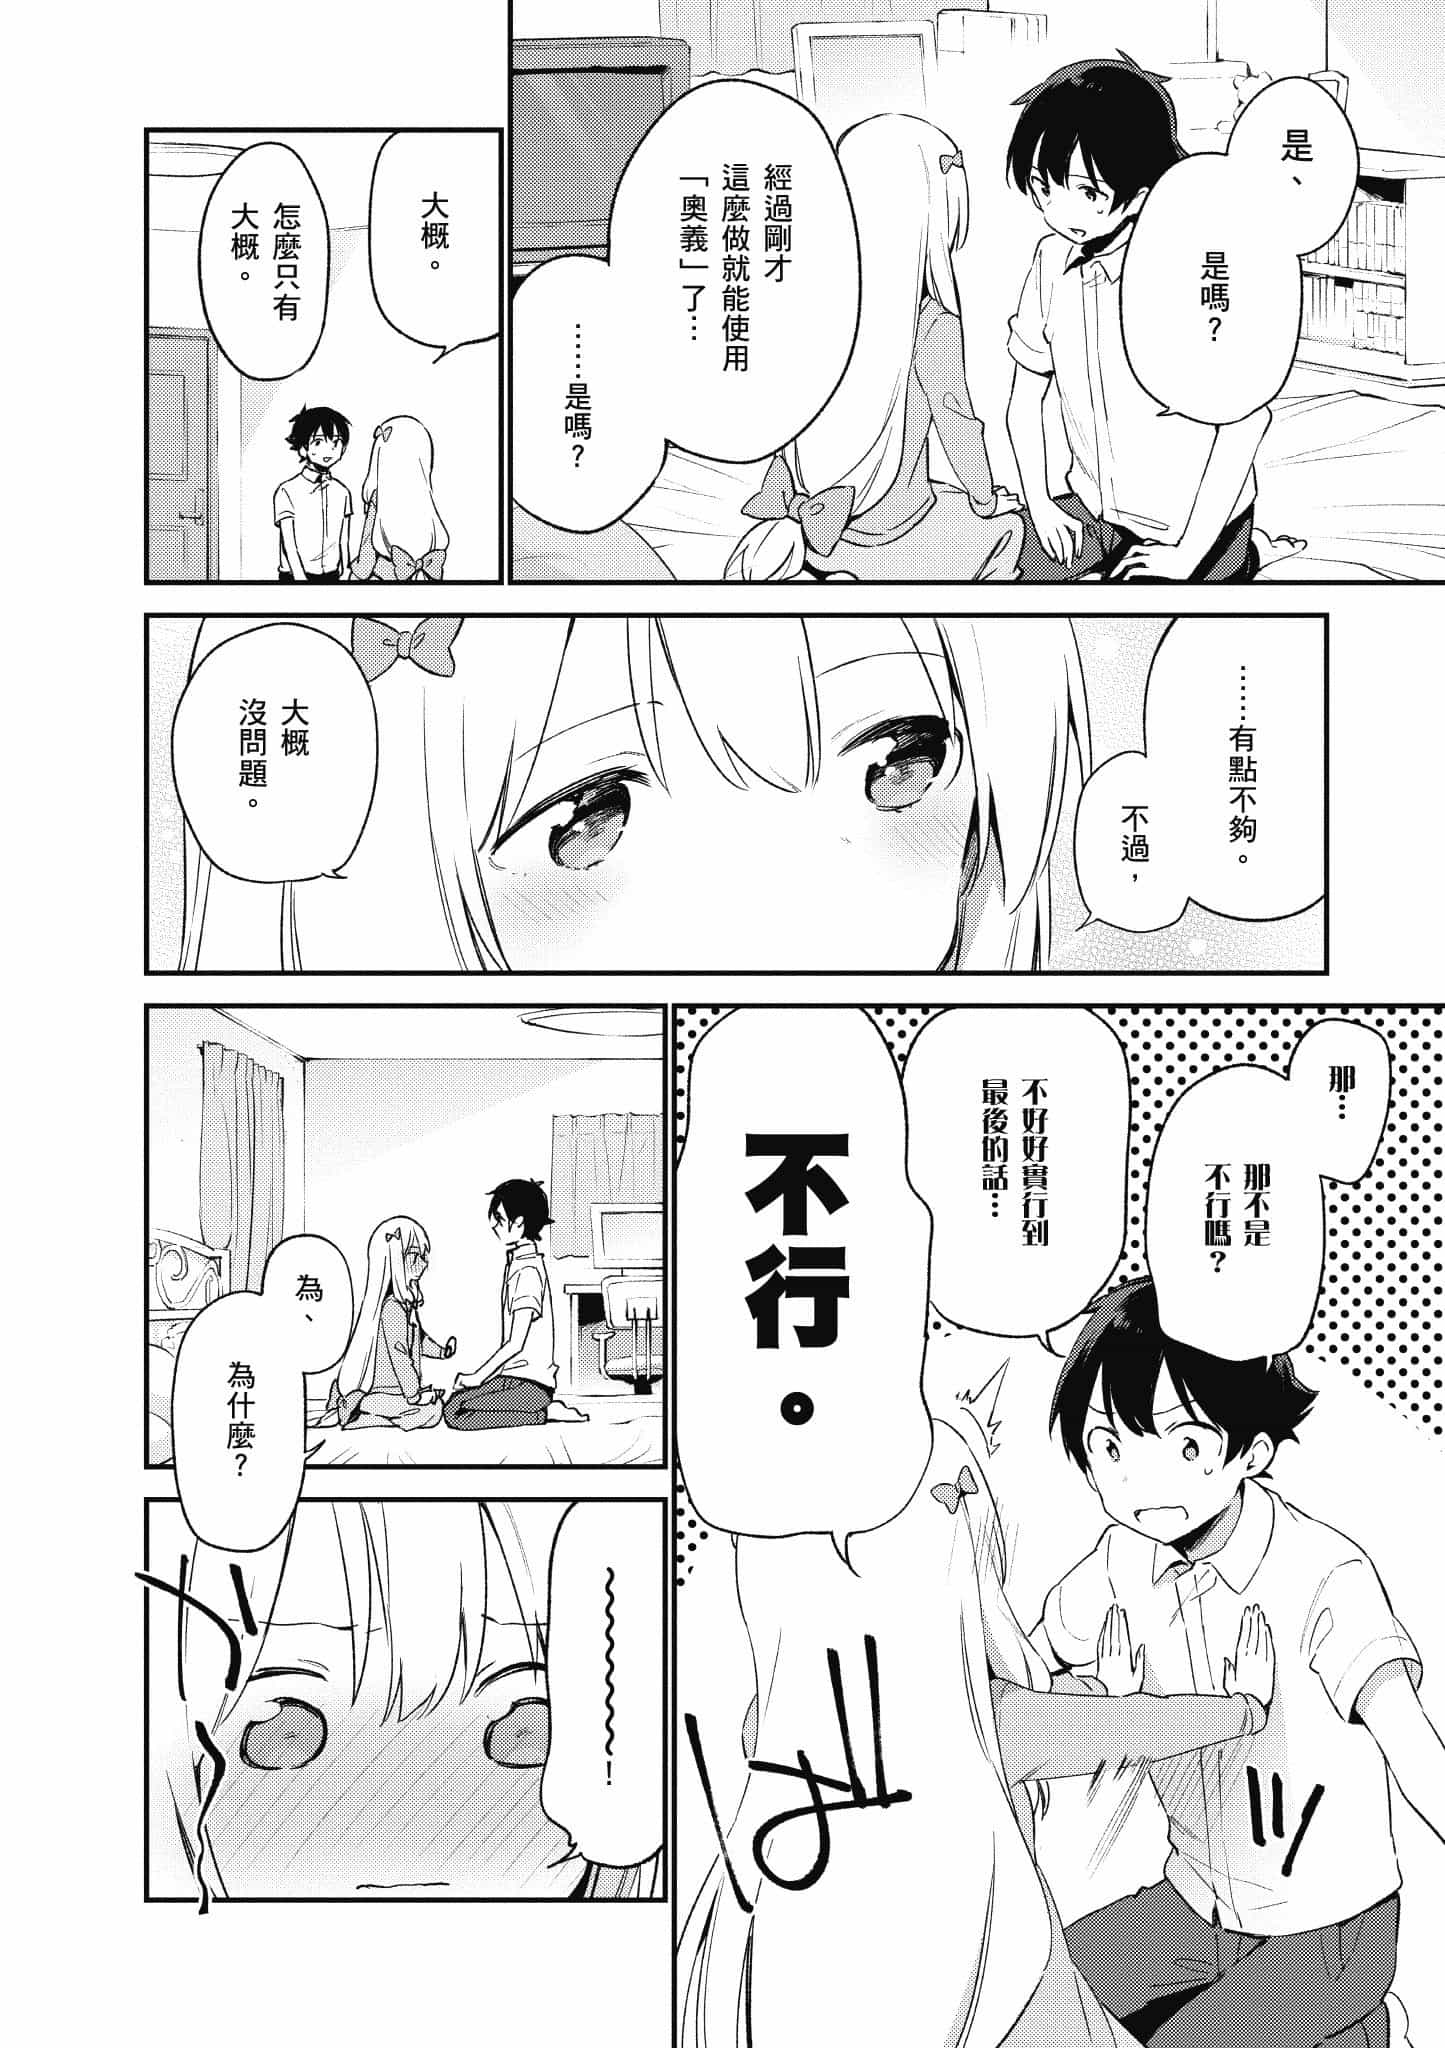 是、
是嗎？
經過剛才
這麼做就能使用
「奧義」了…
……是嗎？
大概。
怎麼只有
大概。
……有點不夠。
不過，
大概
沒問題。
那…
那不是
不行嗎？
不好好實行到
最後的話…
不行。
ばっ
為、
為什麼？
！